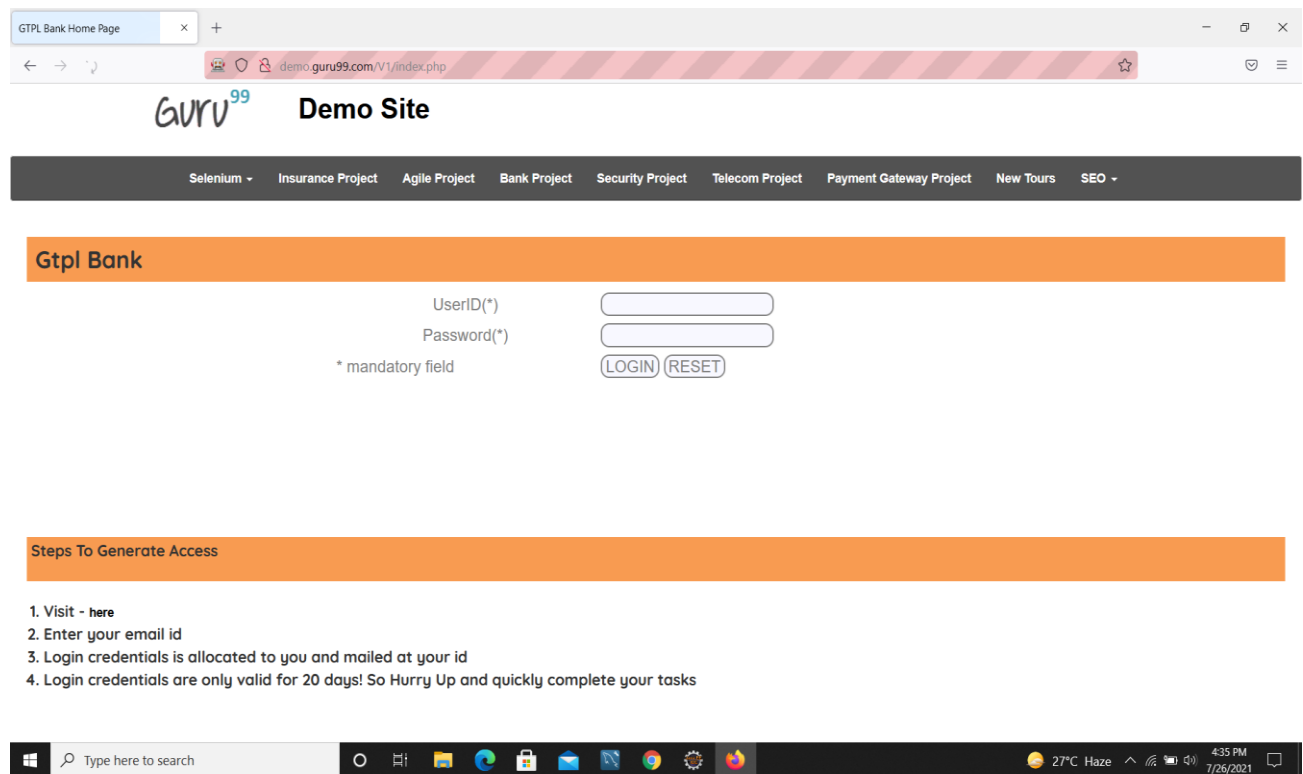 GTPL Bank Home Page
demo.guru99.com/V1/index.php
Guru99 Demo Site
Selenium Insurance Project Agile Project Bank Project Security Project Telecom Project Payment Gateway Project New Tours SEO
Gtpl Bank
UserID(*)
Password(*)
* mandatory field LOGIN RESET
Steps To Generate Access
1. Visit - here
2. Enter your email id
3. Login credentials is allocated to you and mailed at your id
4. Login credentials are only valid for 20 days! So Hurry Up and quickly complete your tasks
Type here to search 27°C Haze 4:35 PM
7/26/2021